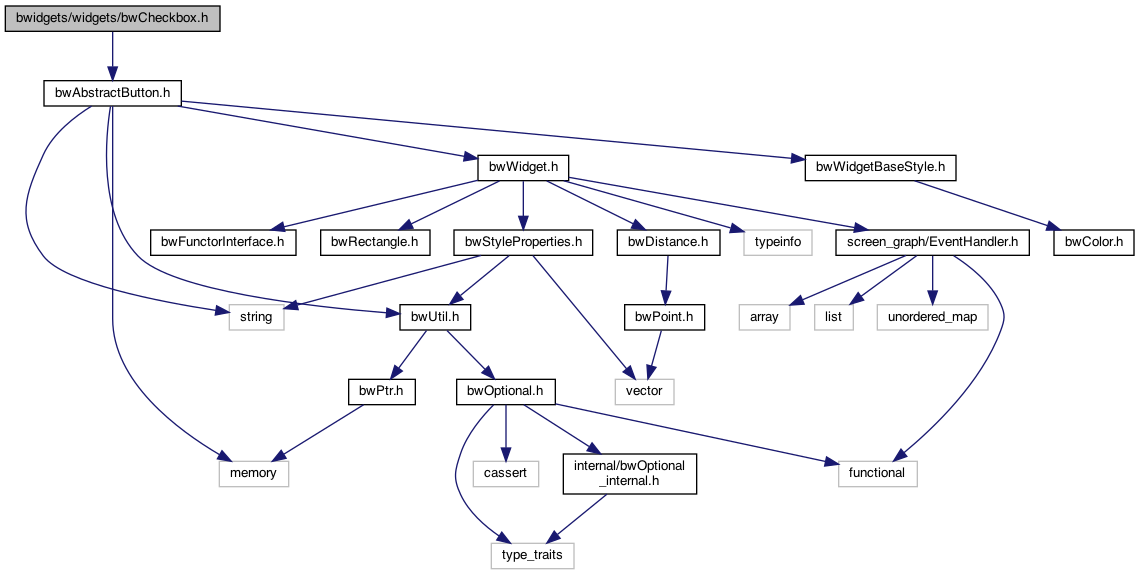 bwidgets/widgets/bwCheckbox.h
bwAbstractButton.h
bwWidget.h
bwWidgetBaseStyle.h
bwFunctorInterface.h
bwRectangle.h
bwStyleProperties.h
bwDistance.h
typeinfo
screen_graph/EventHandler.h
bwColor.h
string
bwUtil.h
bwPoint.h
array
list
unordered_map
bwPtr.h
bwOptional.h
vector
memory
cassert
internal/bwOptional
_internal.h
functional
type_traits